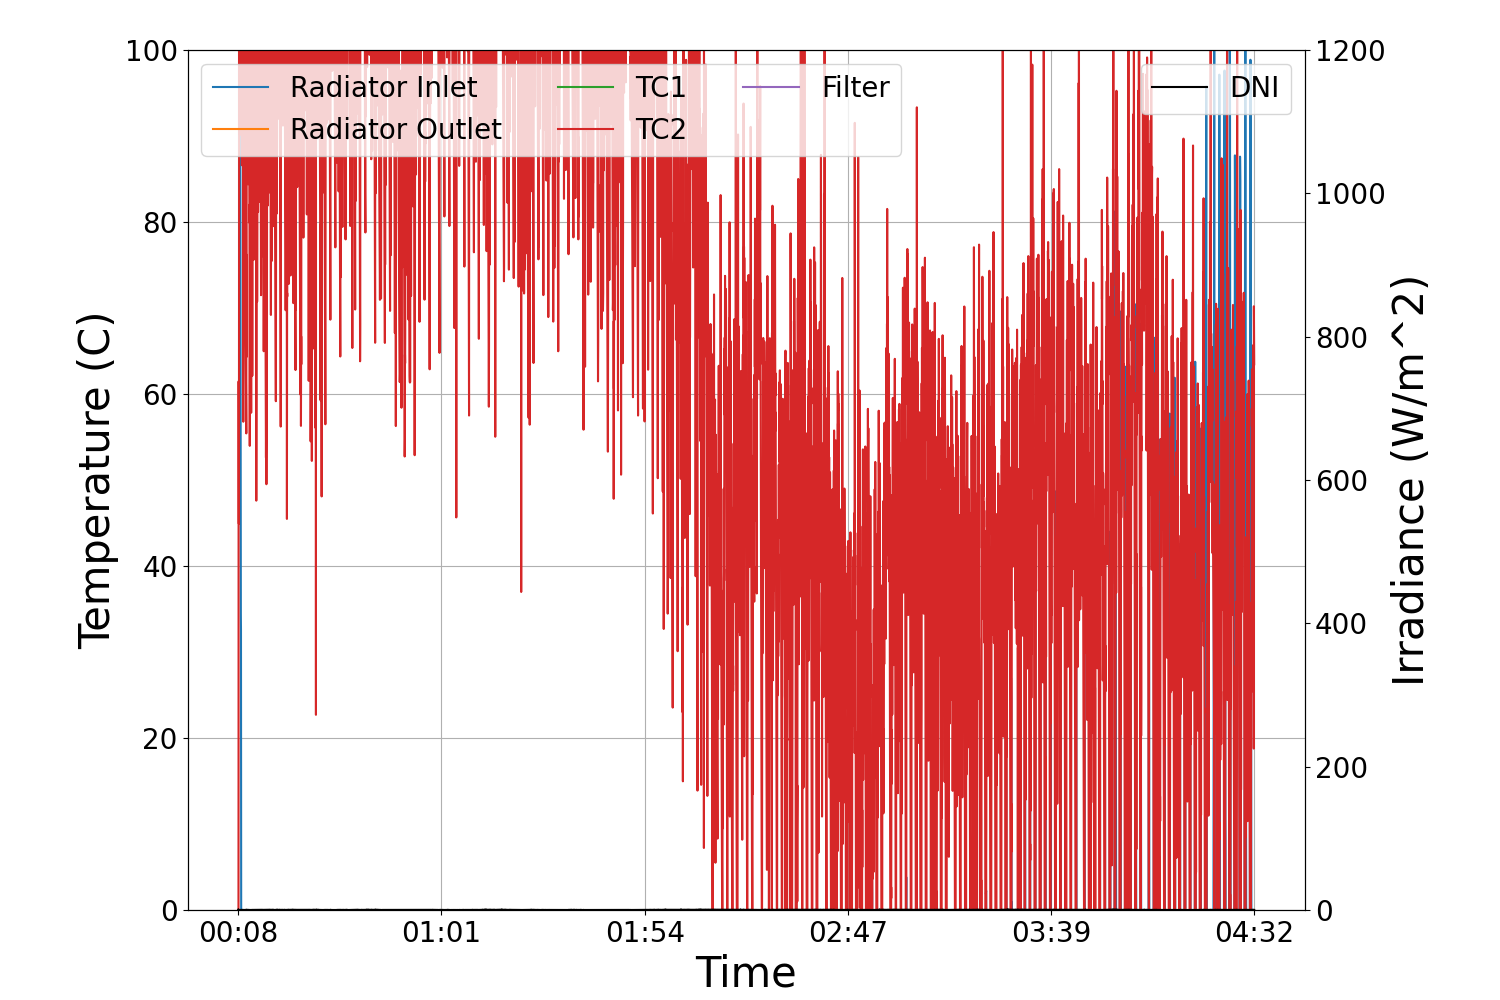 100
80
60
40
20
0
Temperature (C)
Radiator Inlet
Radiator Outlet
TC1
TC2
Filter
DNI
1200
1000
800
600
400
200
0
Irradiance (W/m^2)
00:08
01:01
01:54
02:47
03:39
04:32
Time